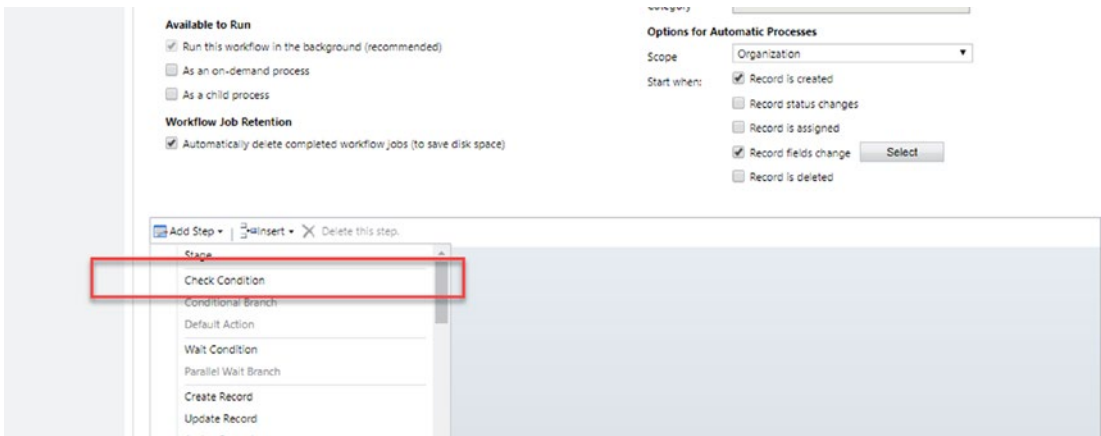 Category
Available to Run
Run this workflow in the background (recommended)
As an on-demand process
As a child process
Workflow Job Retention
Automatically delete completed workflow jobs (to save disk space)
Options for Automatic Processes
Scope
Organization
Start when:
Record is created
Record status changes
Record is assigned
Record fields change
Select
Record is deleted
Add Step
Insert
Delete this step.
Stage
Check Condition
Conditional Branch
Default Action
Wait Condition
Parallel Wait Branch
Create Record
Update Record